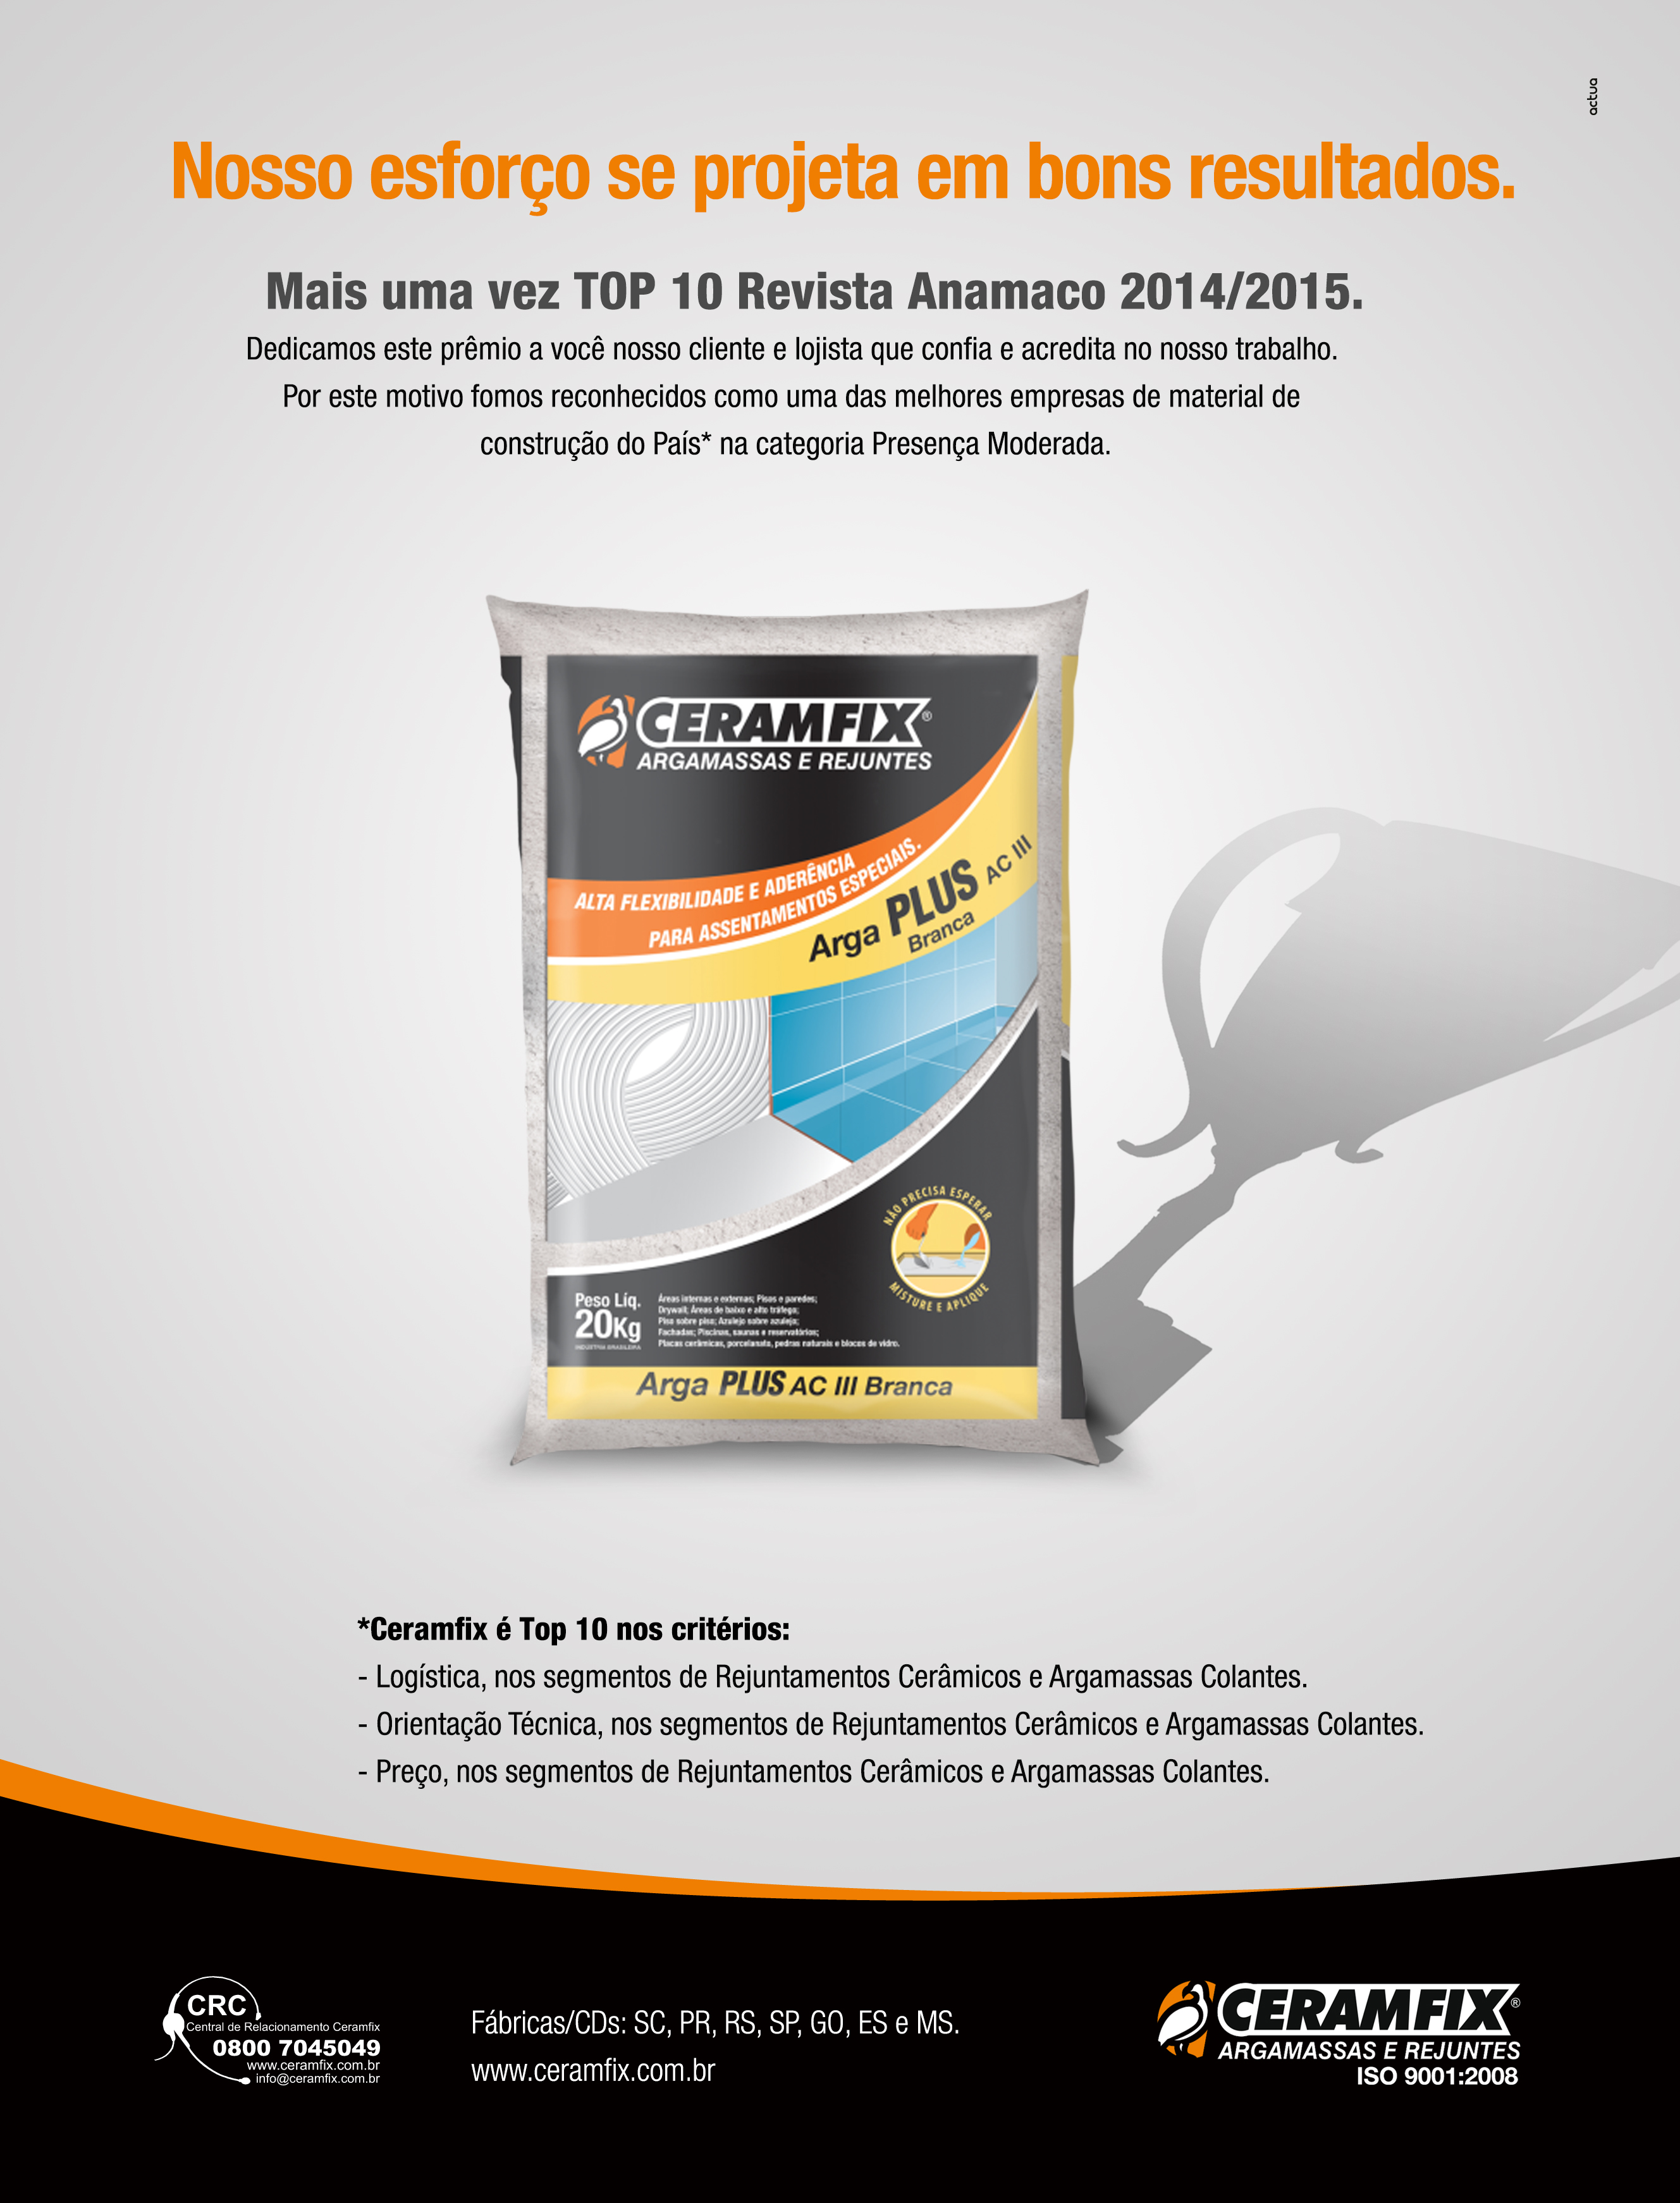 actua
Nosso esforço se projeta em bons resultados.
Mais uma vez TOP 10 Revista Anamaco 2014/2015.
Dedicamos este prêmio a você nosso cliente e lojista que confia e acredita no nosso trabalho.
Por este motivo fomos reconhecidos como uma das melhores empresas de material de
construção do País* na categoria Presença Moderada.
CERAMFIX®
ARGAMASSAS E REJUNTES
ALTA FLEXIBILIDADE E ADERÊNCIA
PARA ASSENTAMENTOS ESPECIAIS.
Arga PLUS AC III
Branca
NÃO PRECISA ESPERAR
MISTURE E APLIQUE
Peso Líq.
20Kg
INDÚSTRIA BRASILEIRA
Áreas internas e externas; Pisos e paredes;
Drywall; Áreas de baixo e alto tráfego;
Piso sobre piso; Azulejo sobre azulejo;
Fachadas; Piscinas, saunas e reservatórios;
Placas cerâmicas, porcelanato, pedras naturais e blocos de vidro.
Arga PLUS AC III Branca
*Ceramfix é Top 10 nos critérios:
- Logística, nos segmentos de Rejuntamentos Cerâmicos e Argamassas Colantes.
- Orientação Técnica, nos segmentos de Rejuntamentos Cerâmicos e Argamassas Colantes.
- Preço, nos segmentos de Rejuntamentos Cerâmicos e Argamassas Colantes.
CRC
Central de Relacionamento Ceramfix
0800 7045049
www.ceramfix.com.br
info@ceramfix.com.br
Fábricas/CDs: SC, PR, RS, SP, GO, ES e MS.
www.ceramfix.com.br
CERAMFIX®
ARGAMASSAS E REJUNTES
ISO 9001:2008